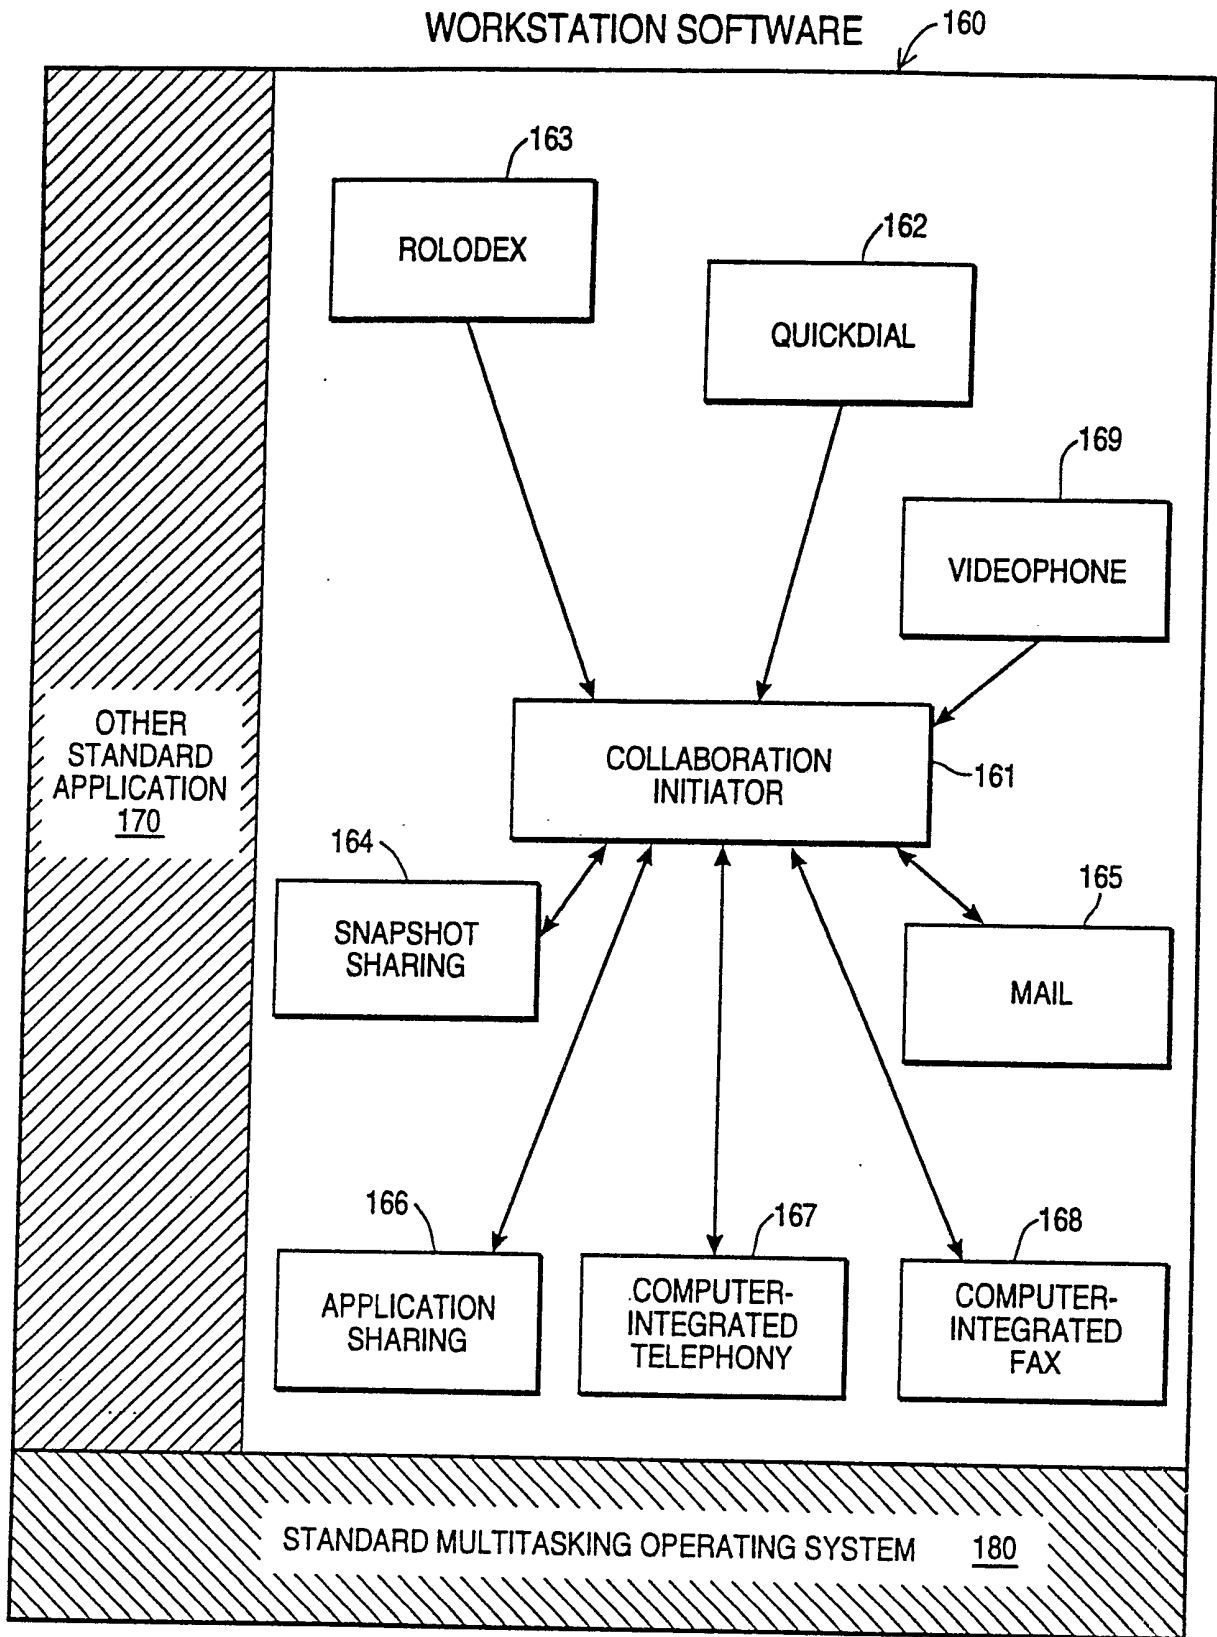 WORKSTATION SOFTWARE
160
163
ROLODEX
162
QUICKDIAL
169
VIDEOPHONE
OTHER
STANDARD
APPLICATION
170
COLLABORATION
INITIATOR
161
164
SNAPSHOT
SHARING
165
MAIL
166
APPLICATION
SHARING
167
COMPUTER-
INTEGRATED
TELEPHONY
168
COMPUTER-
INTEGRATED
FAX
STANDARD MULTITASKING OPERATING SYSTEM 180